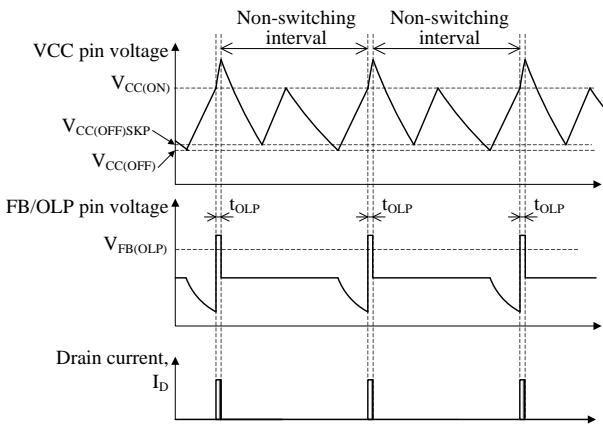 Non-switching interval
Non-switching interval
VCC pin voltage
VCC(ON)
VCC(OFF)SKP
VCC(OFF)
FB/OLP pin voltage
tOLP
tOLP
tOLP
VFB(OLP)
Drain current,
ID